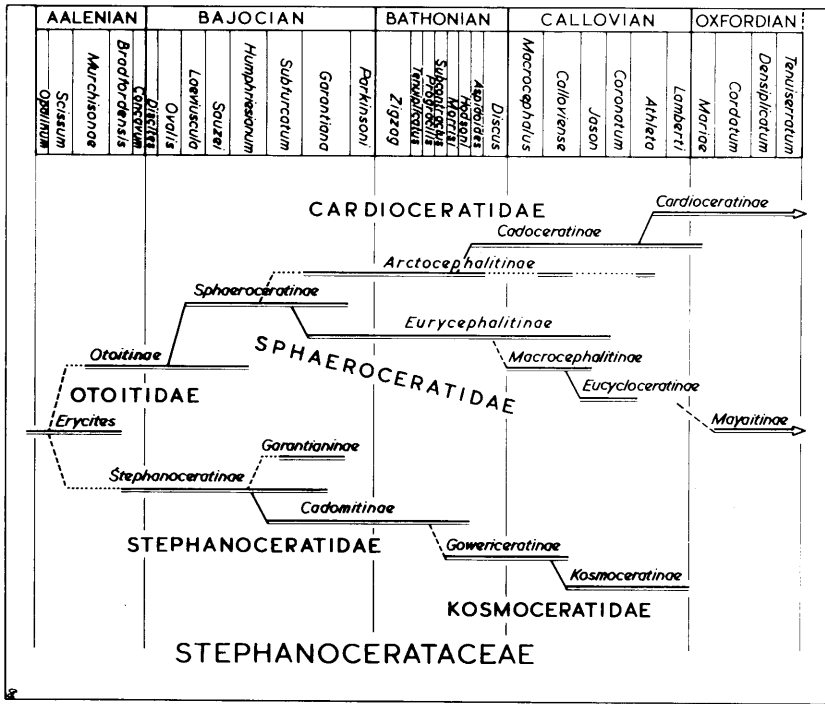 AALENIAN BAJOCIAN BATHONIAN CALLOVIAN OXFORDIAN
Opalinum
Scissum
Murchisonae
Bradfordensis
Concavum
Discites
Ovalis
Laeviuscula
Sauzei
Humphriesianum
Subfurcatum
Garantiana
Parkinsoni
Zigzag
Tenuiplicatus
Progracilis
Subcontractus
Morrisi
Hodsoni
Aspidoides
Discus
Macrocephalus
Calloviense
Jason
Coronatum
Athleta
Lamberti
Mariae
Cordatum
Densiplicatum
Tenuiserratum
Cardioceratinae
CARDIOCERATIDAE
Cadoceratinae
Arctocephalitinae
Sphaeroceratinae
Eurycephalitinae
SPHAEROCERATIDAE
Otoitinae
Macrocephalitinae
Eucycloceratinae
OTOITIDAE
Erycites
Mayaitinae
Garantianinae
Stephanoceratinae
Cadomitinae
STEPHANOCERATIDAE
Gowericeratinae
Kosmoceratinae
KOSMOCERATIDAE
STEPHANOCERATACEAE